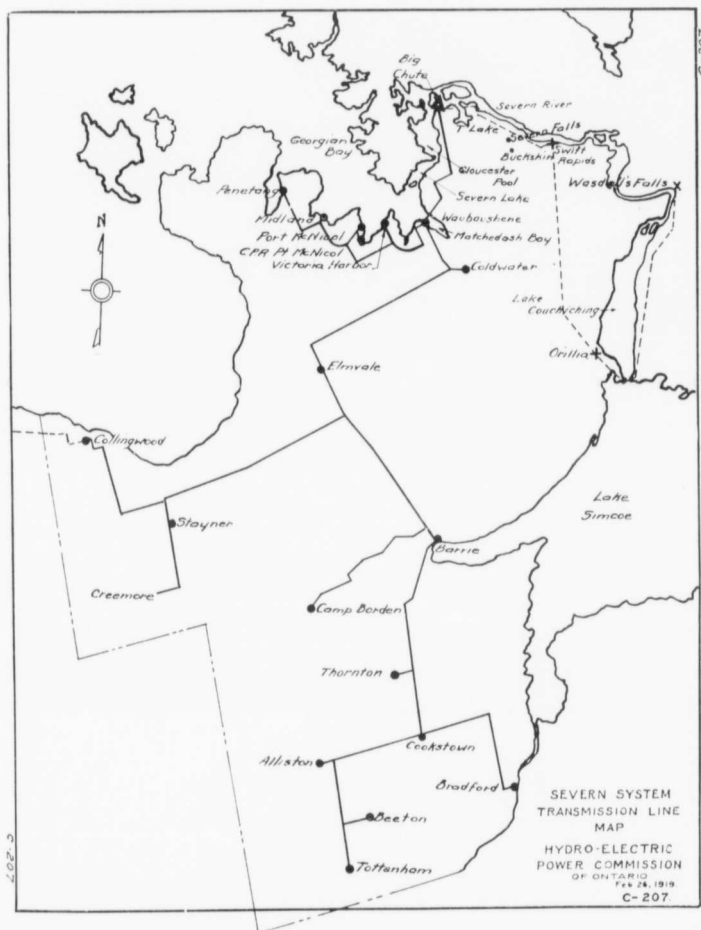 Big
Chute
Severn River
T Lake
Severn Falls
Swift
Rapids
Buckskin
Georgian
Bay
Gloucester
Pool
Wasdell's Falls
Penetang
Severn Lake
Midland
Waubaushene
Port McNicol
Matchedash Bay
CPR Pt McNicol
Victoria Harbor
N
Coldwater
Lake
Couchiching
Orillia
Elmvale
Collingwood
Lake
Simcoe
Stayner
Barrie
Creemore
Camp Borden
Thornton
Cookstown
Alliston
Bradford
Beeton
Tottenham
SEVERN SYSTEM
TRANSMISSION LINE
MAP
HYDRO-ELECTRIC
POWER COMMISSION
OF ONTARIO
Feb 26, 1919
C-207
C-207